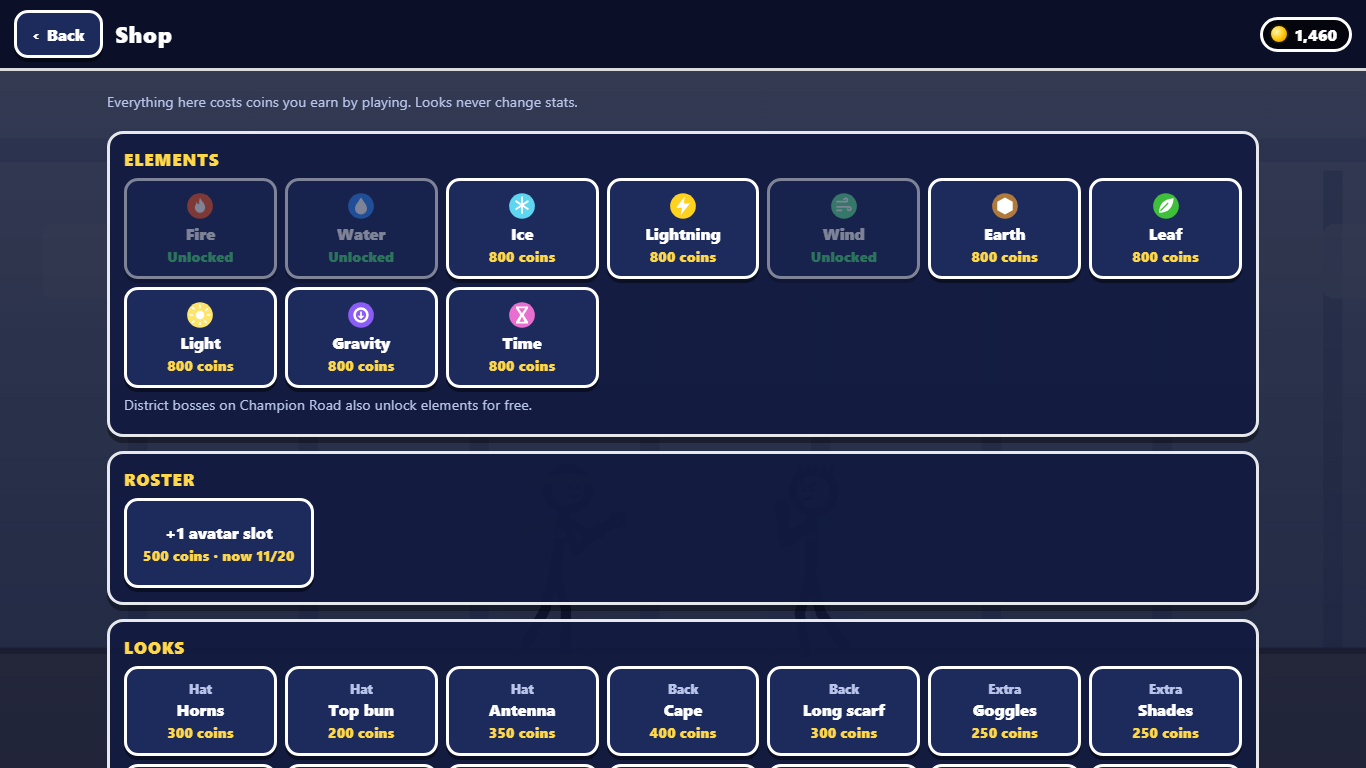 ‹ Back
Shop
1,460
Everything here costs coins you earn by playing. Looks never change stats.
ELEMENTS
Fire
Unlocked
Water
Unlocked
Ice
800 coins
Lightning
800 coins
Wind
Unlocked
Earth
800 coins
Leaf
800 coins
Light
800 coins
Gravity
800 coins
Time
800 coins
District bosses on Champion Road also unlock elements for free.
ROSTER
+1 avatar slot
500 coins · now 11/20
LOOKS
Hat
Horns
300 coins
Hat
Top bun
200 coins
Hat
Antenna
350 coins
Back
Cape
400 coins
Back
Long scarf
300 coins
Extra
Goggles
250 coins
Extra
Shades
250 coins